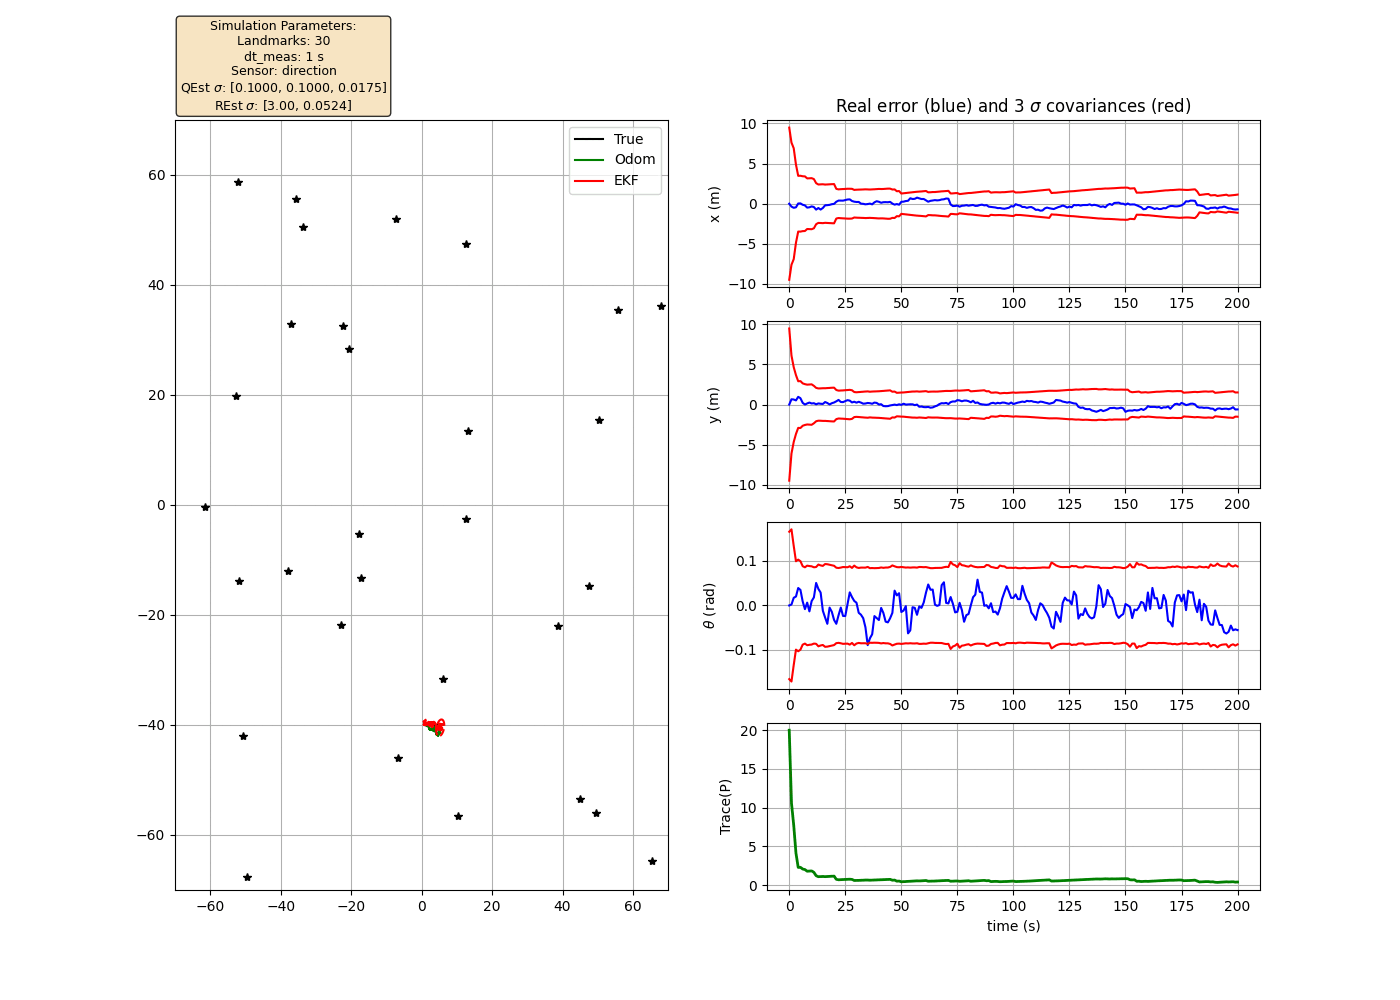 Simulation Parameters:
Landmarks: 30
dt_meas: 1 s
Sensor: direction
QEst σ: [0.1000, 0.1000, 0.0175]
REst σ: [3.00, 0.0524]
True
Odom
EKF
60
40
20
0
−20
−40
−60
−60 −40 −20 0 20 40 60
Real error (blue) and 3 σ covariances (red)
x (m)
10
5
0
−5
−10
0 25 50 75 100 125 150 175 200
y (m)
10
5
0
−5
−10
0 25 50 75 100 125 150 175 200
θ (rad)
0.1
0.0
−0.1
0 25 50 75 100 125 150 175 200
Trace(P)
20
15
10
5
0
0 25 50 75 100 125 150 175 200
time (s)